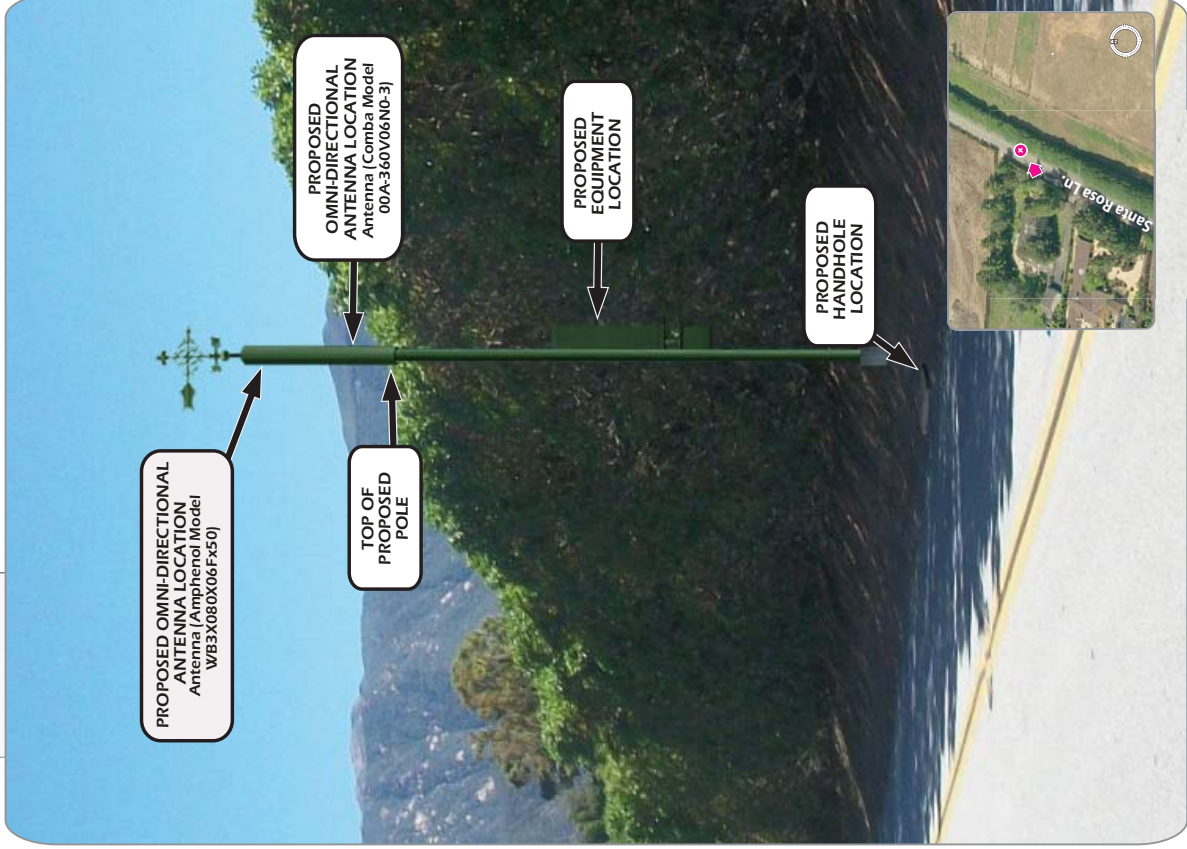 PROPOSED OMNI-DIRECTIONAL
ANTENNA LOCATION
Antenna (Amphenol Model
WB3X080X06Fx50)
TOP OF
PROPOSED
POLE
PROPOSED
OMNI-DIRECTIONAL
ANTENNA LOCATION
Antenna (Comba Model
00A-360V06N0-3)
PROPOSED
EQUIPMENT
LOCATION
PROPOSED
HANDHOLE
LOCATION
Santa Rosa Ln.